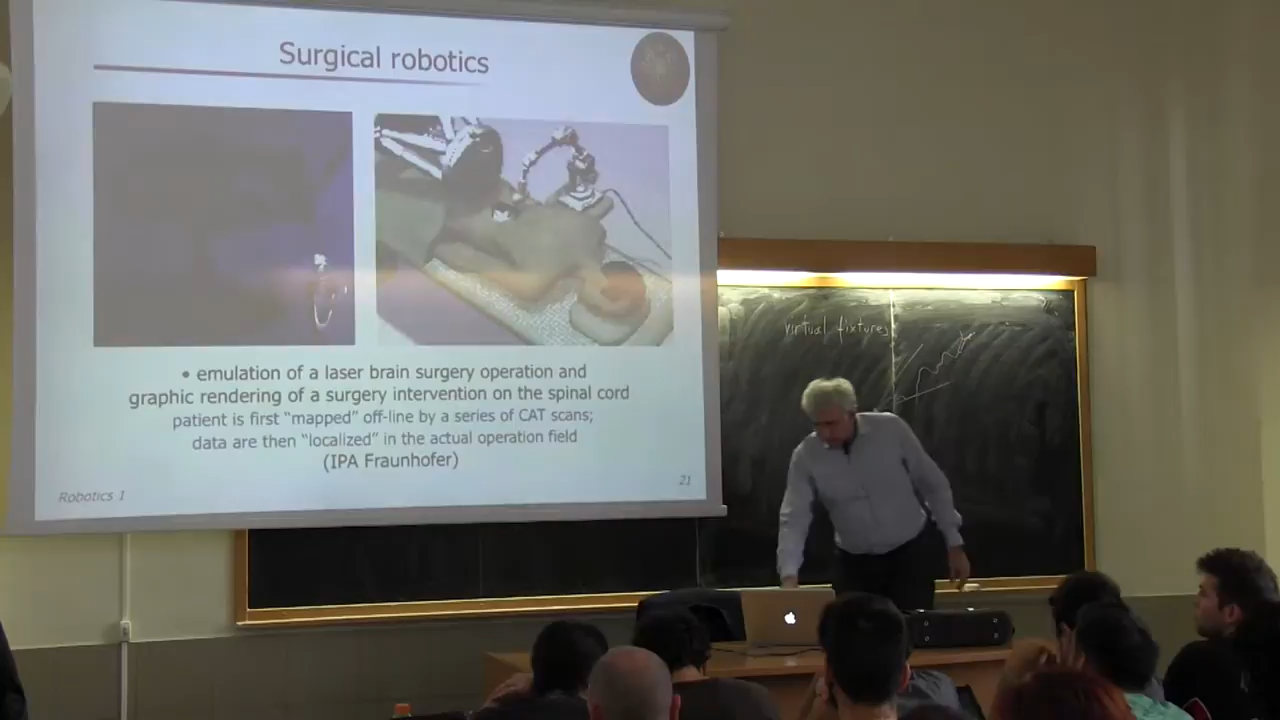 Surgical robotics
• emulation of a laser brain surgery operation and
graphic rendering of a surgery intervention on the spinal cord
patient is first “mapped” off-line by a series of CAT scans;
data are then “localized” in the actual operation field
(IPA Fraunhofer)
Robotics 1
21
virtual fixtures